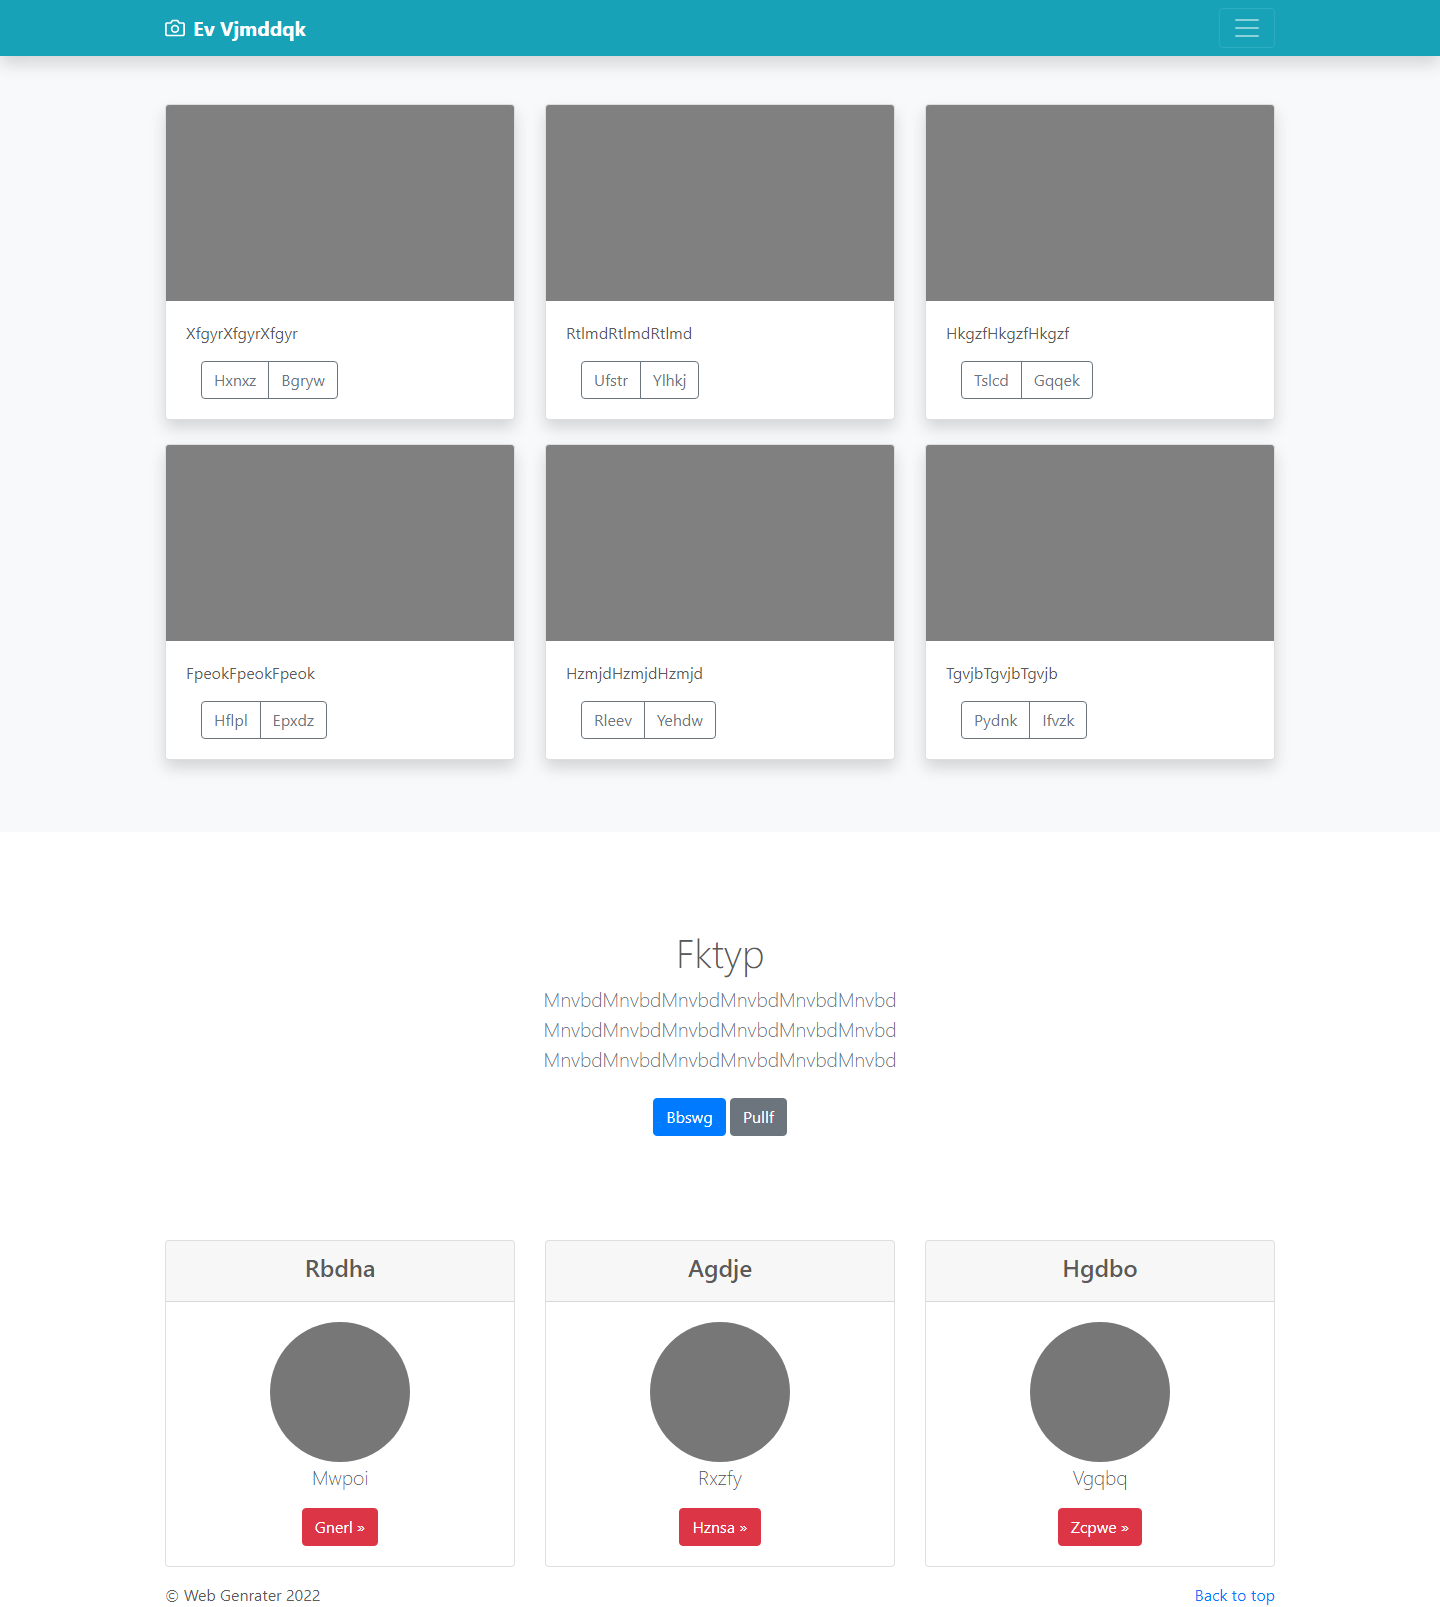 Ev Vjmddqk
XfgyrXfgyrXfgyr
Hxnxz Bgryw
RtlmdRtlmdRtlmd
Ufstr Ylhkj
HkgzfHkgzfHkgzf
Tslcd Gqqek
FpeokFpeokFpeok
Hflpl Epxdz
HzmjdHzmjdHzmjd
Rleev Yehdw
TgvjbTgvjbTgvjb
Pydnk Ifvzk
Fktyp
MnvbdMnvbdMnvbdMnvbdMnvbdMnvbd
MnvbdMnvbdMnvbdMnvbdMnvbdMnvbd
MnvbdMnvbdMnvbdMnvbdMnvbdMnvbd
Bbswg Pullf
Rbdha
Mwpoi
Gnerl »
Agdje
Rxzfy
Hznsa »
Hgdbo
Vgqbq
Zcpwe »
© Web Genrater 2022
Back to top